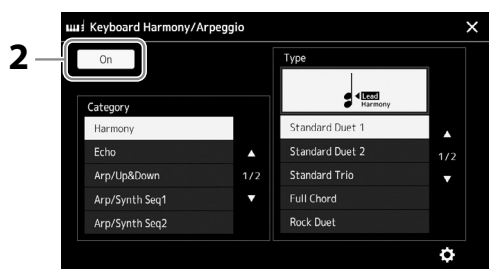 Keyboard Harmony/Arpeggio
2
On
Category
Harmony
Echo
Arp/Up&Down
Arp/Synth Seq1
Arp/Synth Seq2
1/2
Type
Lead
Harmony
Standard Duet 1
Standard Duet 2
Standard Trio
Full Chord
Rock Duet
1/2